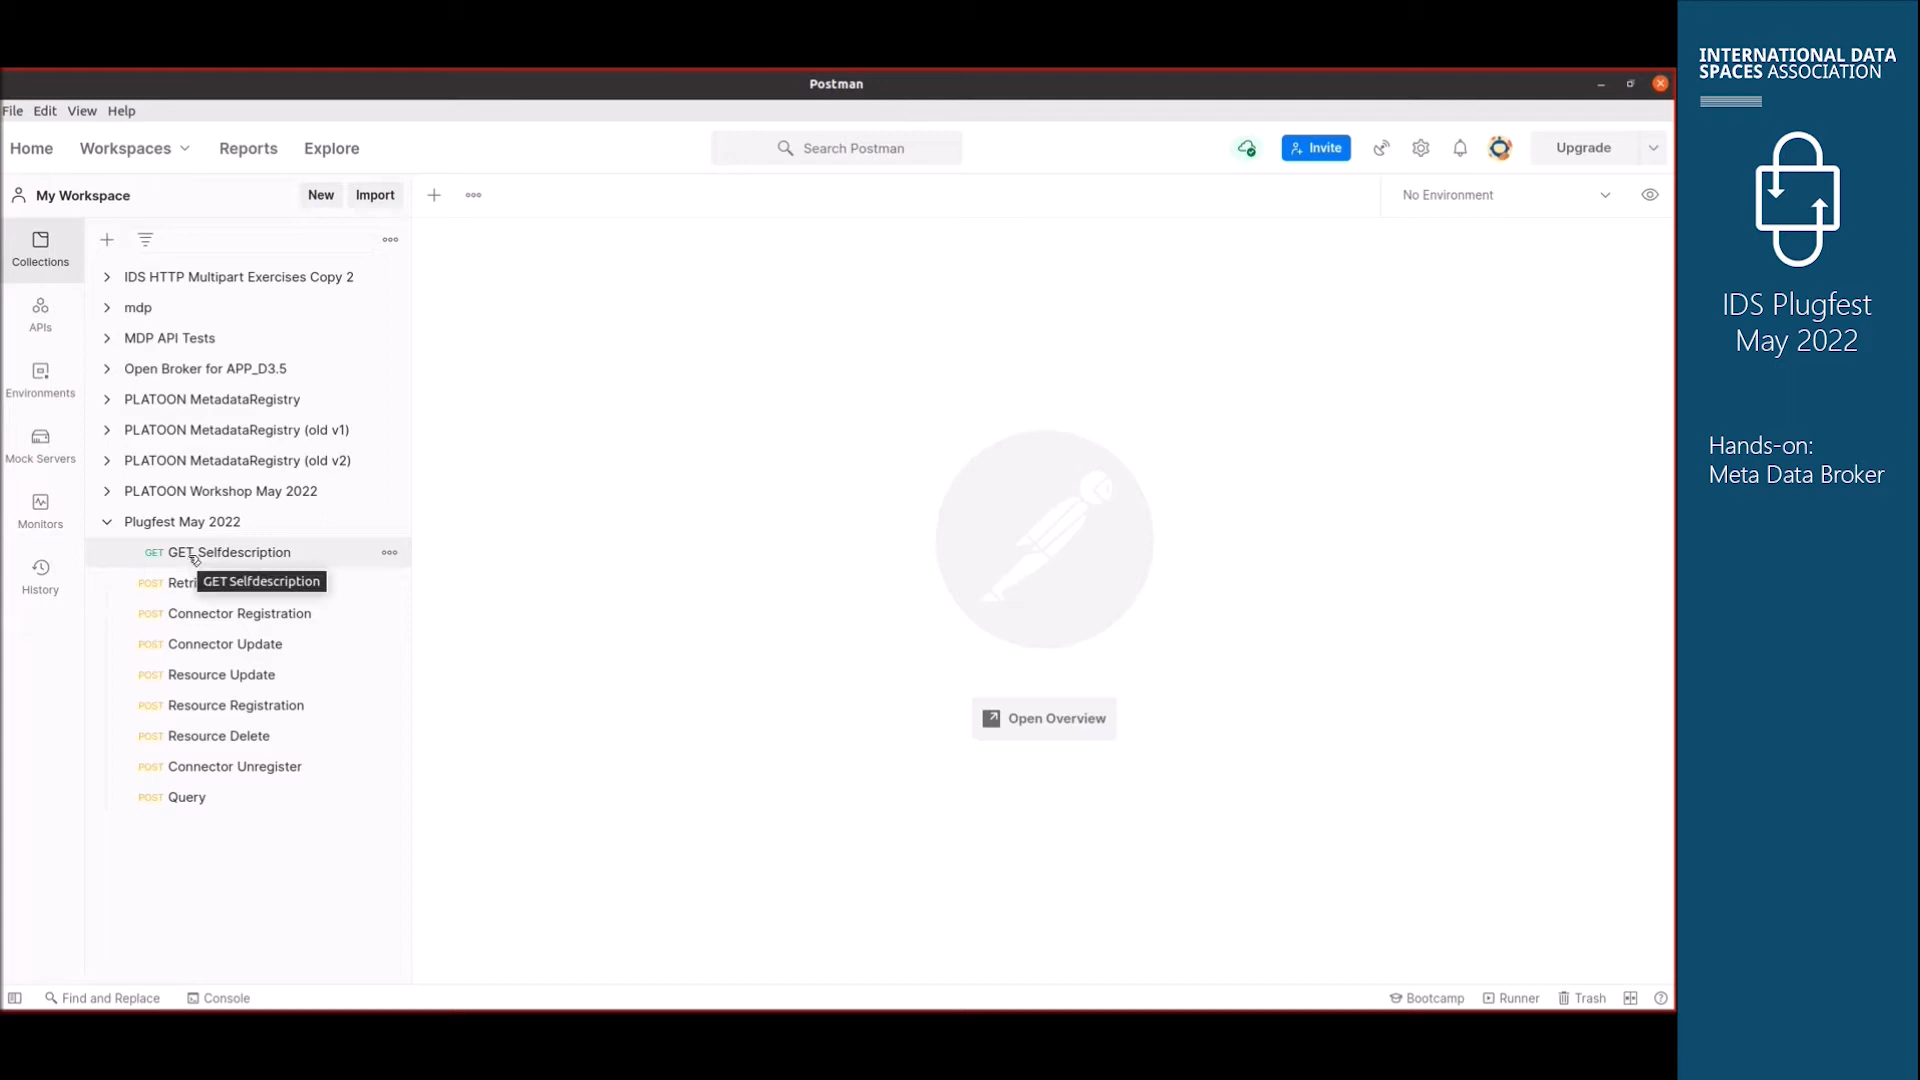 Postman
File Edit View Help
Home Workspaces Reports Explore
Search Postman
Invite
Upgrade
My Workspace
New Import
No Environment
Collections
APIs
Environments
Mock Servers
Monitors
History
IDS HTTP Multipart Exercises Copy 2
mdp
MDP API Tests
Open Broker for APP_D3.5
PLATOON MetadataRegistry
PLATOON MetadataRegistry (old v1)
PLATOON MetadataRegistry (old v2)
PLATOON Workshop May 2022
Plugfest May 2022
GET GET Selfdescription
POST Retri
GET Selfdescription
POST Connector Registration
POST Connector Update
POST Resource Update
POST Resource Registration
POST Resource Delete
POST Connector Unregister
POST Query
Open Overview
Find and Replace Console
Bootcamp Runner Trash
INTERNATIONAL DATA
SPACES ASSOCIATION
IDS Plugfest
May 2022
Hands-on:
Meta Data Broker